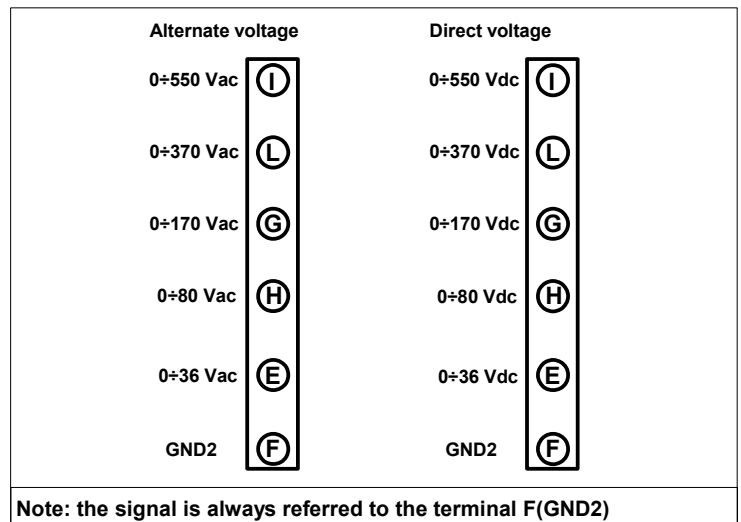 Alternate voltage Direct voltage
0÷550 Vac I 0÷550 Vdc I
0÷370 Vac L 0÷370 Vdc L
0÷170 Vac G 0÷170 Vdc G
0÷80 Vac H 0÷80 Vdc H
0÷36 Vac E 0÷36 Vdc E
GND2 F GND2 F
Note: the signal is always referred to the terminal F(GND2)